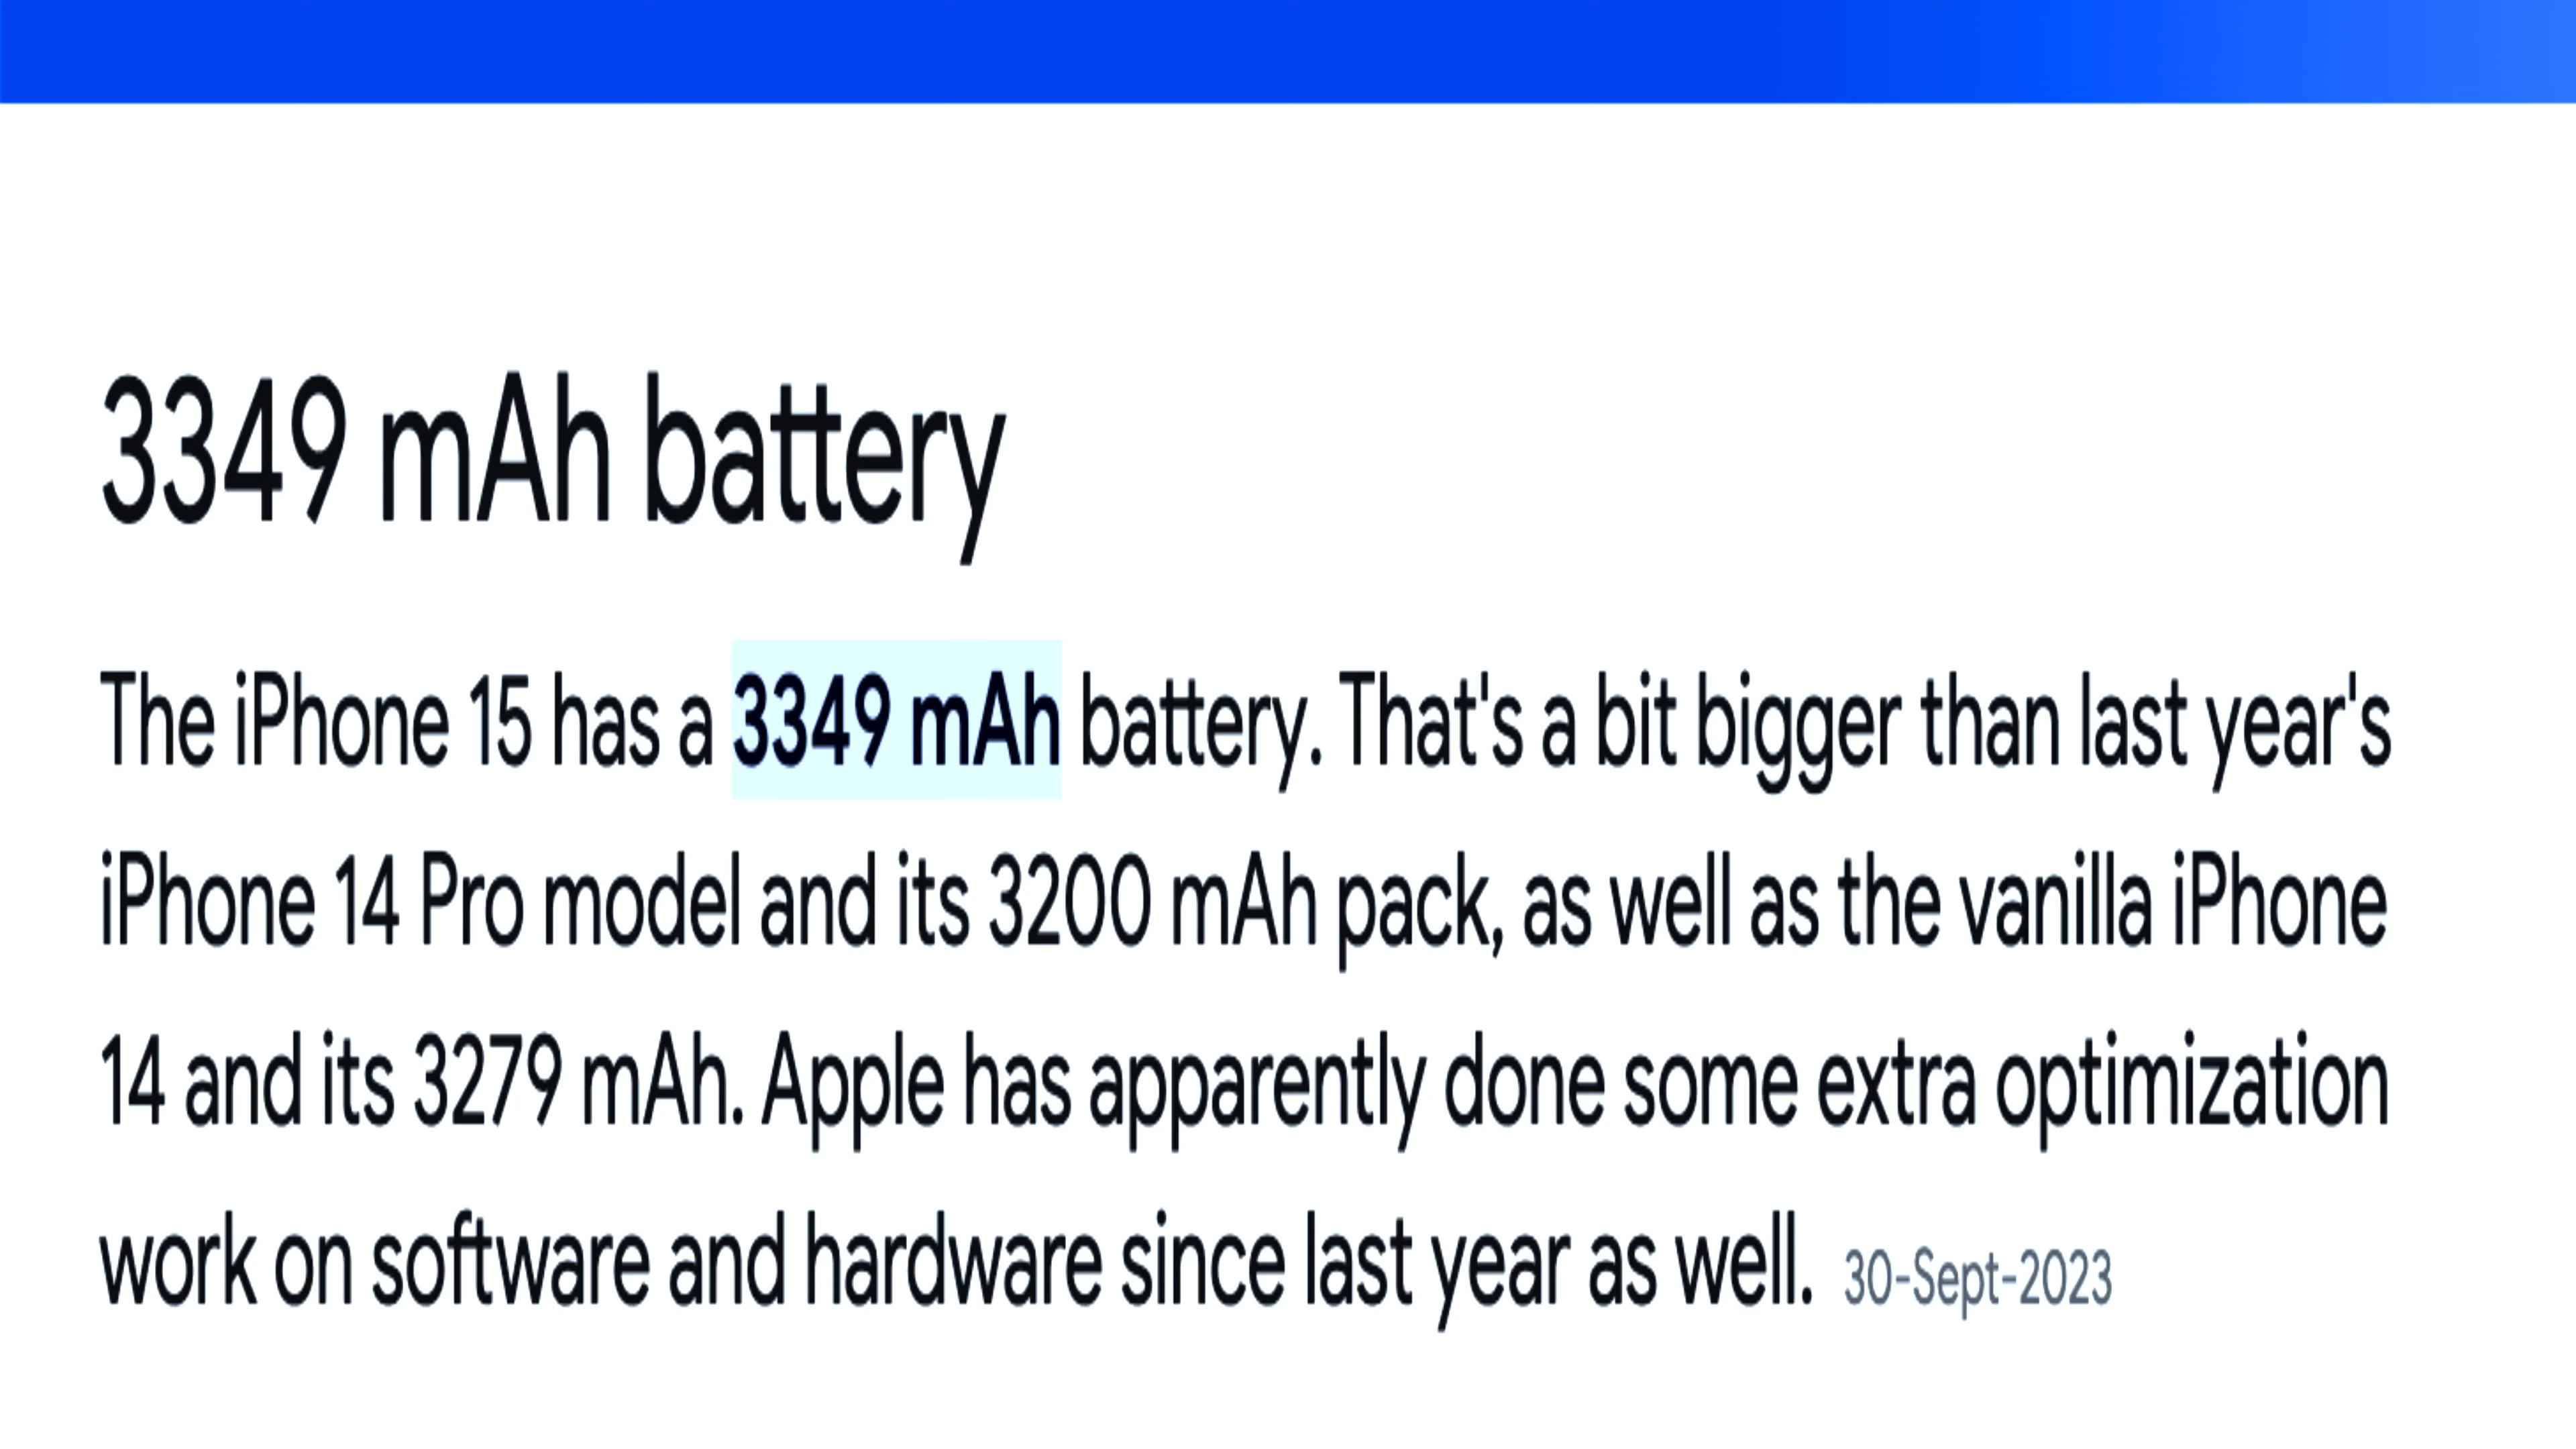 3349 mAh battery
The iPhone 15 has a 3349 mAh battery. That's a bit bigger than last year's
iPhone 14 Pro model and its 3200 mAh pack, as well as the vanilla iPhone
14 and its 3279 mAh. Apple has apparently done some extra optimization
work on software and hardware since last year as well. 30-Sept-2023